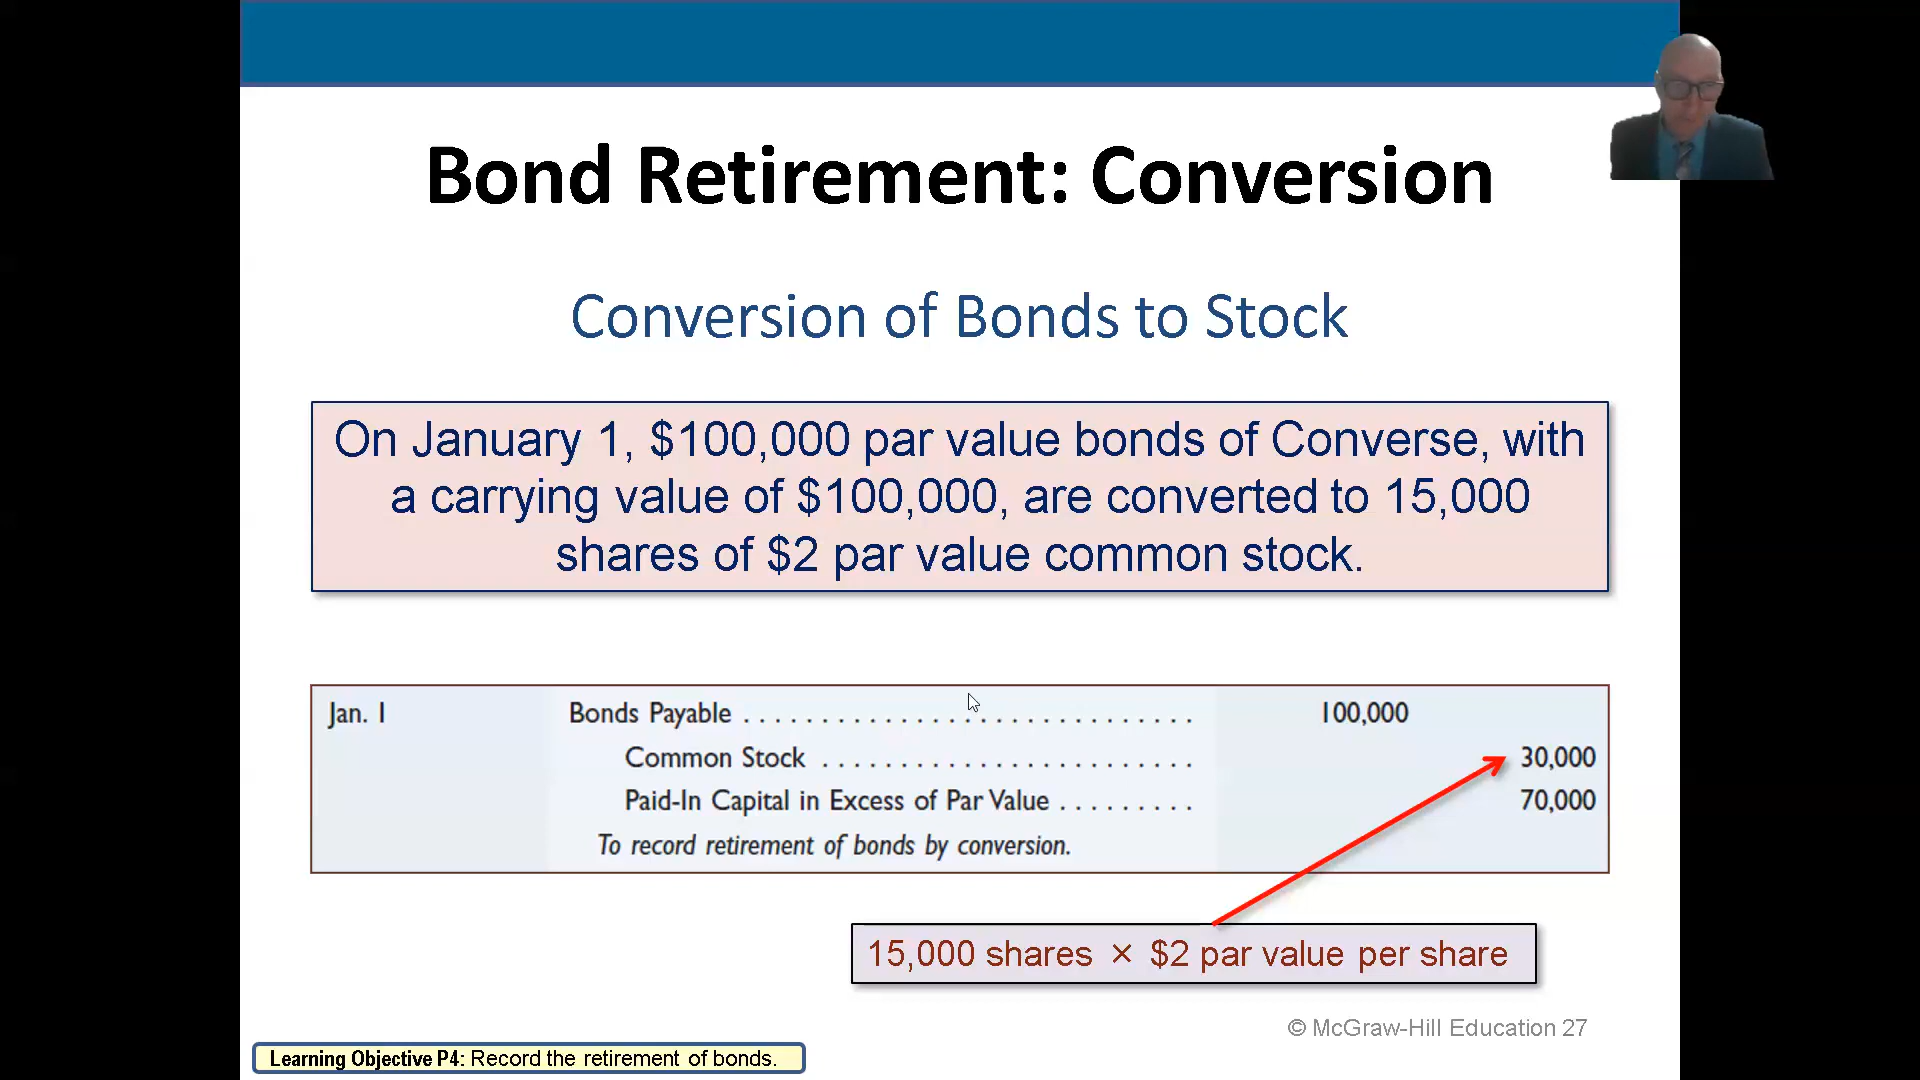 Bond Retirement: Conversion
Conversion of Bonds to Stock
On January 1, $100,000 par value bonds of Converse, with
a carrying value of $100,000, are converted to 15,000
shares of $2 par value common stock.
Jan. 1 Bonds Payable . . . . . . . . . . . . . . . . . . . . . . . . . . . . . 100,000
Common Stock . . . . . . . . . . . . . . . . . . . . . . . . 30,000
Paid-In Capital in Excess of Par Value . . . . . . . . . 70,000
To record retirement of bonds by conversion.
15,000 shares × $2 par value per share
© McGraw-Hill Education 27
Learning Objective P4: Record the retirement of bonds.